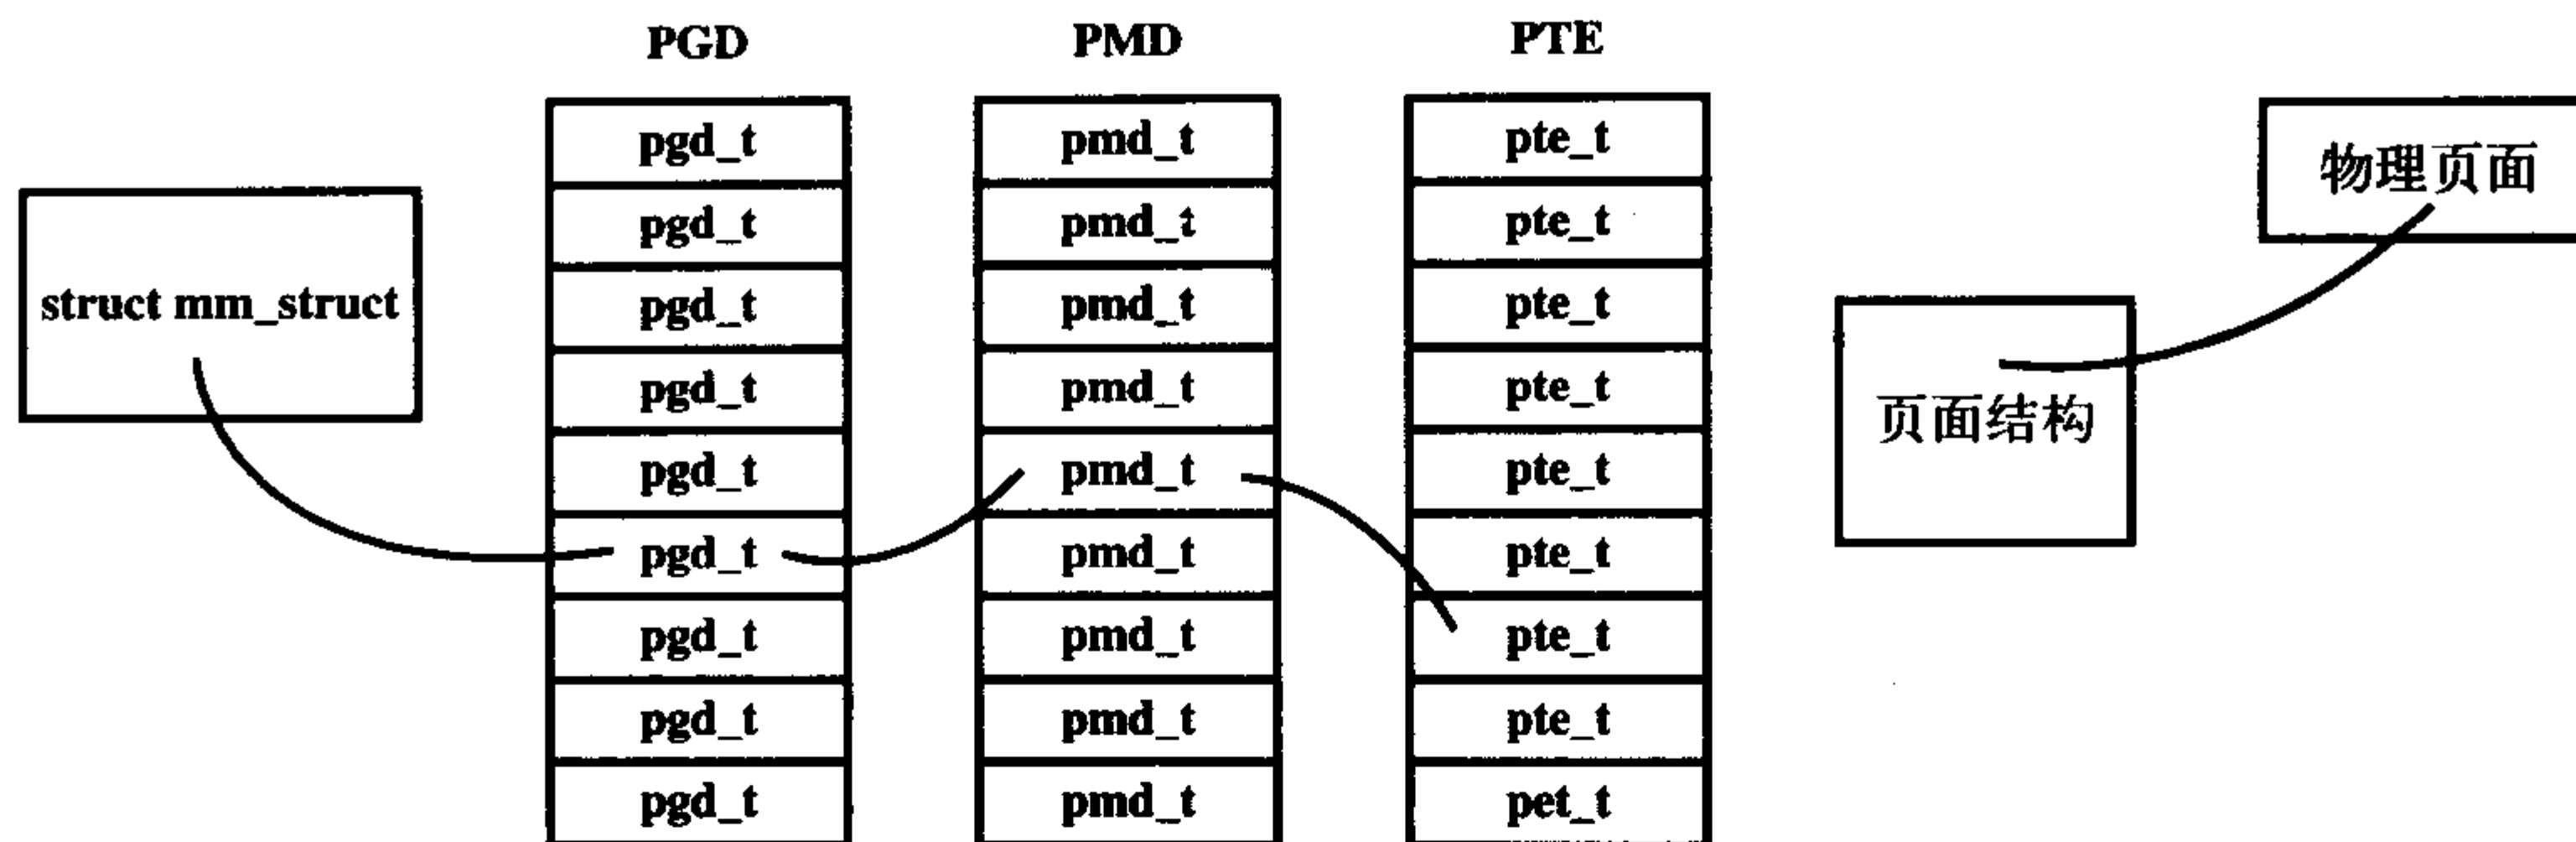 PGD
PMD
PTE
struct mm_struct
pgd_t
pgd_t
pgd_t
pgd_t
pgd_t
pgd_t
pgd_t
pgd_t
pgd_t
pmd_t
pmd_t
pmd_t
pmd_t
pmd_t
pmd_t
pmd_t
pmd_t
pmd_t
pte_t
pte_t
pte_t
pte_t
pte_t
pte_t
pte_t
pte_t
pet_t
页面结构
物理页面